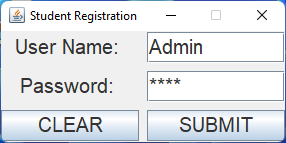 Student Registration
User Name: Admin
Password: ****
CLEAR SUBMIT